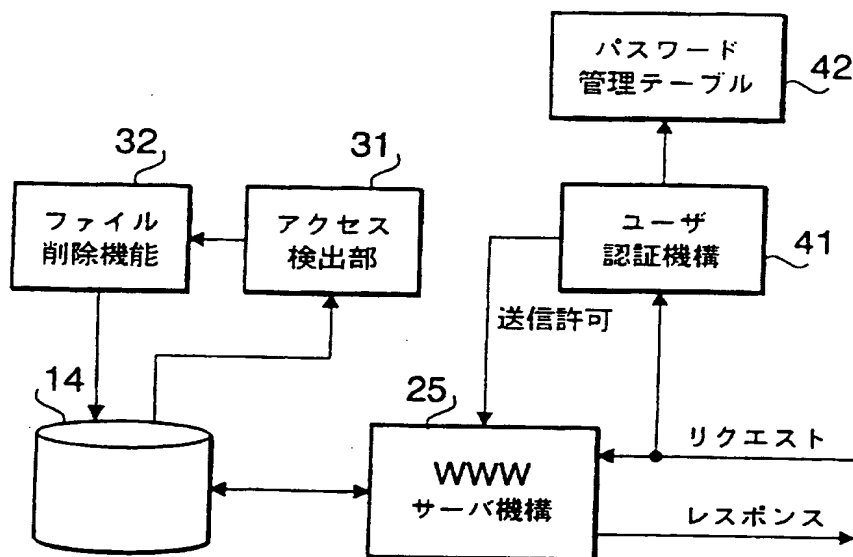 パスワード
管理テーブル
42
32
31
ファイル
削除機能
アクセス
検出部
ユーザ
認証機構
41
送信許可
14
25
WWW
サーバ機構
リクエスト
レスポンス